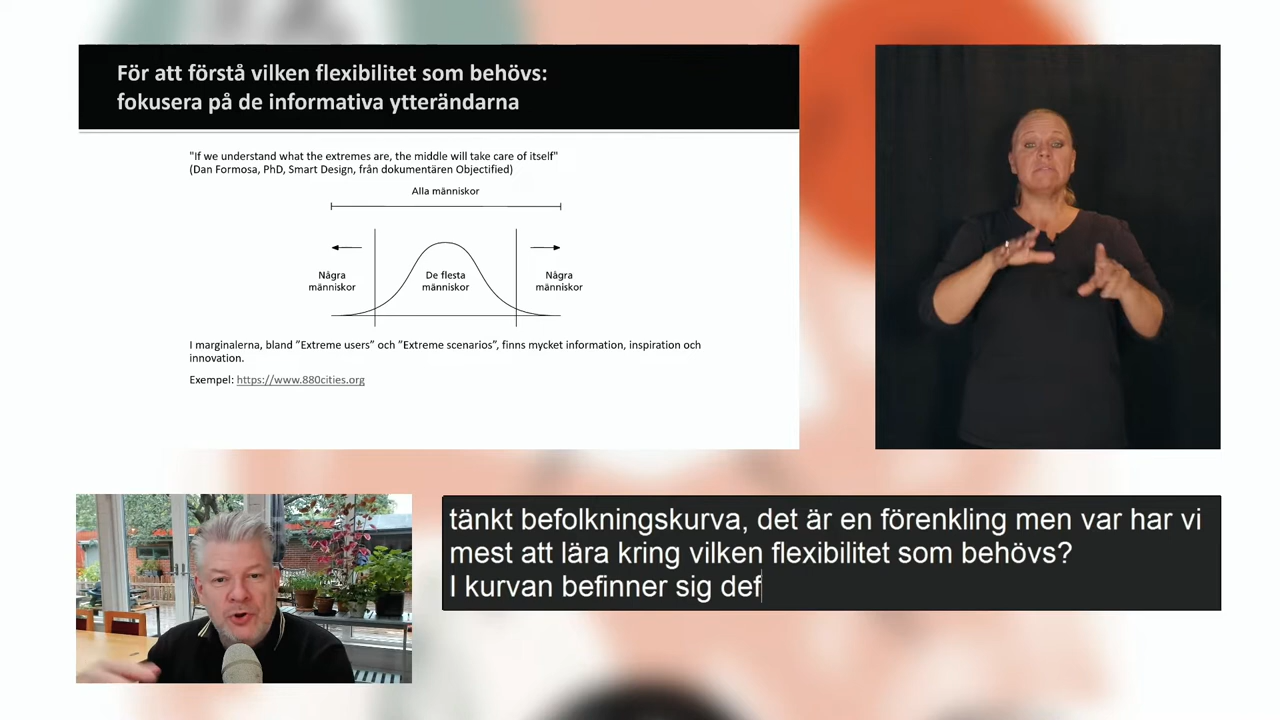 För att förstå vilken flexibilitet som behövs:
fokusera på de informativa ytterändarna
"If we understand what the extremes are, the middle will take care of itself"
(Dan Formosa, PhD, Smart Design, från dokumentären Objectified)
Alla människor
Några
människor
De flesta
människor
Några
människor
I marginalerna, bland ”Extreme users” och ”Extreme scenarios”, finns mycket information, inspiration och
innovation.
Exempel: https://www.880cities.org
tänkt befolkningskurva, det är en förenkling men var har vi
mest att lära kring vilken flexibilitet som behövs?
I kurvan befinner sig def